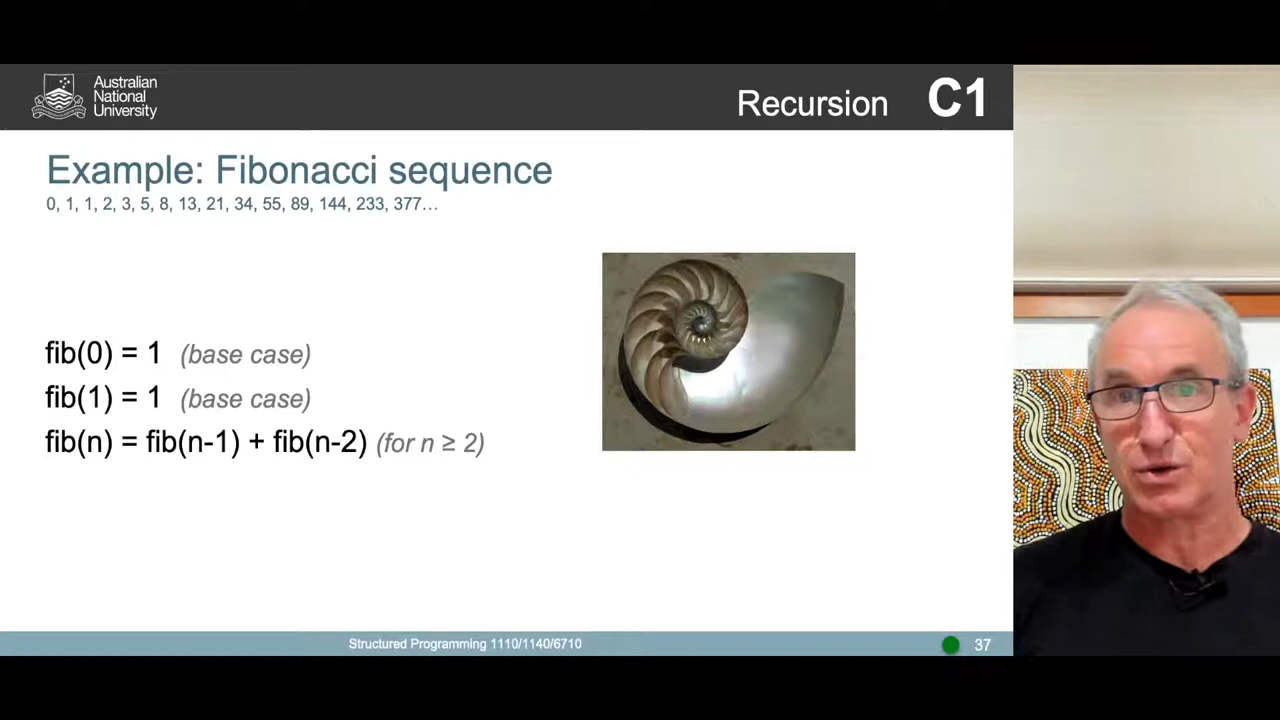 Australian
National
University
Recursion C1
Example: Fibonacci sequence
0, 1, 1, 2, 3, 5, 8, 13, 21, 34, 55, 89, 144, 233, 377…
fib(0) = 1 (base case)
fib(1) = 1 (base case)
fib(n) = fib(n-1) + fib(n-2) (for n ≥ 2)
Structured Programming 1110/1140/6710
37